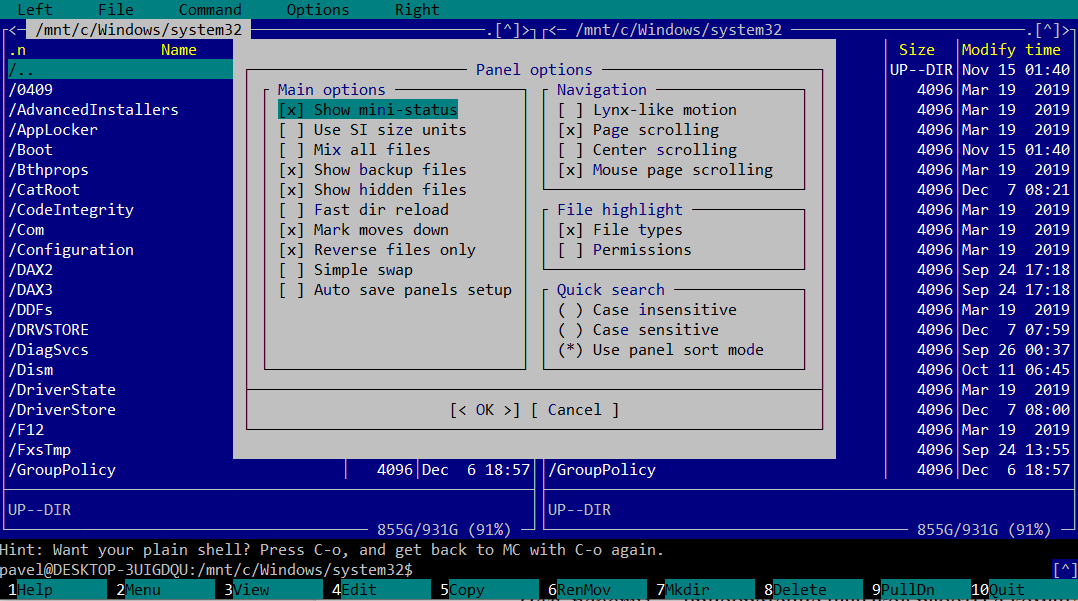 Left File Command Options Right
<─ /mnt/c/Windows/system32 .[^]> <─ /mnt/c/Windows/system32 .[^]>
.n Name Size Modify time
/.. Panel options UP--DIR Nov 15 01:40
/0409 Main options Navigation 4096 Mar 19 2019
/AdvancedInstallers [x] Show mini-status [ ] Lynx-like motion 4096 Mar 19 2019
/AppLocker [ ] Use SI size units [x] Page scrolling 4096 Mar 19 2019
/Boot [ ] Mix all files [ ] Center scrolling 4096 Nov 15 01:40
/Bthprops [x] Show backup files [x] Mouse page scrolling 4096 Mar 19 2019
/CatRoot [x] Show hidden files 4096 Dec 7 08:21
/CodeIntegrity [ ] Fast dir reload File highlight 4096 Mar 19 2019
/Com [x] Mark moves down [x] File types 4096 Mar 19 2019
/Configuration [x] Reverse files only [ ] Permissions 4096 Mar 19 2019
/DAX2 [ ] Simple swap 4096 Sep 24 17:18
/DAX3 [ ] Auto save panels setup Quick search 4096 Sep 24 17:18
/DDFs ( ) Case insensitive 4096 Mar 19 2019
/DRVSTORE ( ) Case sensitive 4096 Dec 7 07:59
/DiagSvcs (*) Use panel sort mode 4096 Sep 26 00:37
/Dism 4096 Oct 11 06:45
/DriverState 4096 Mar 19 2019
/DriverStore [< OK >] [ Cancel ] 4096 Dec 7 08:00
/F12 4096 Mar 19 2019
/FxsTmp 4096 Sep 24 13:55
/GroupPolicy 4096 Dec 6 18:57 /GroupPolicy 4096 Dec 6 18:57
UP--DIR UP--DIR
855G/931G (91%) 855G/931G (91%)
Hint: Want your plain shell? Press C-o, and get back to MC with C-o again.
pavel@DESKTOP-3UIGDQU:/mnt/c/Windows/system32$ [^]
1Help 2Menu 3View 4Edit 5Copy 6RenMov 7Mkdir 8Delete 9PullDn 10Quit